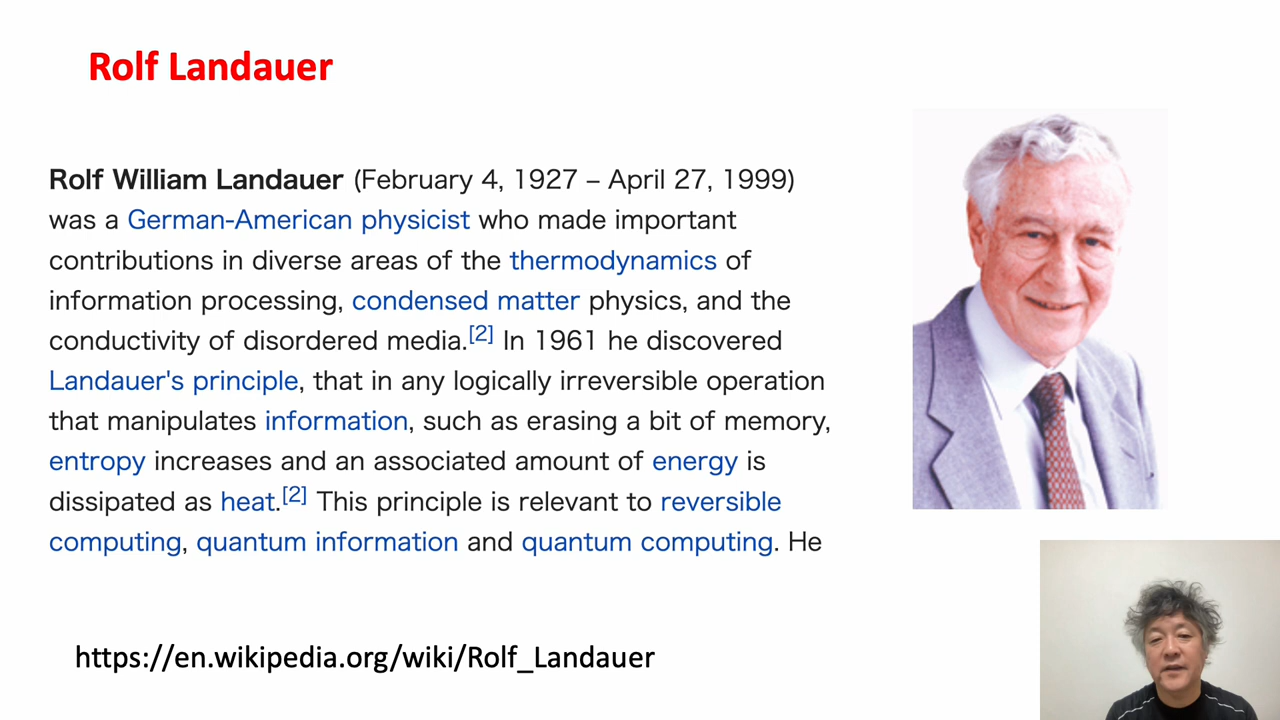 Rolf Landauer
Rolf William Landauer (February 4, 1927 – April 27, 1999)
was a German-American physicist who made important
contributions in diverse areas of the thermodynamics of
information processing, condensed matter physics, and the
conductivity of disordered media.[2] In 1961 he discovered
Landauer's principle, that in any logically irreversible operation
that manipulates information, such as erasing a bit of memory,
entropy increases and an associated amount of energy is
dissipated as heat.[2] This principle is relevant to reversible
computing, quantum information and quantum computing. He
https://en.wikipedia.org/wiki/Rolf_Landauer